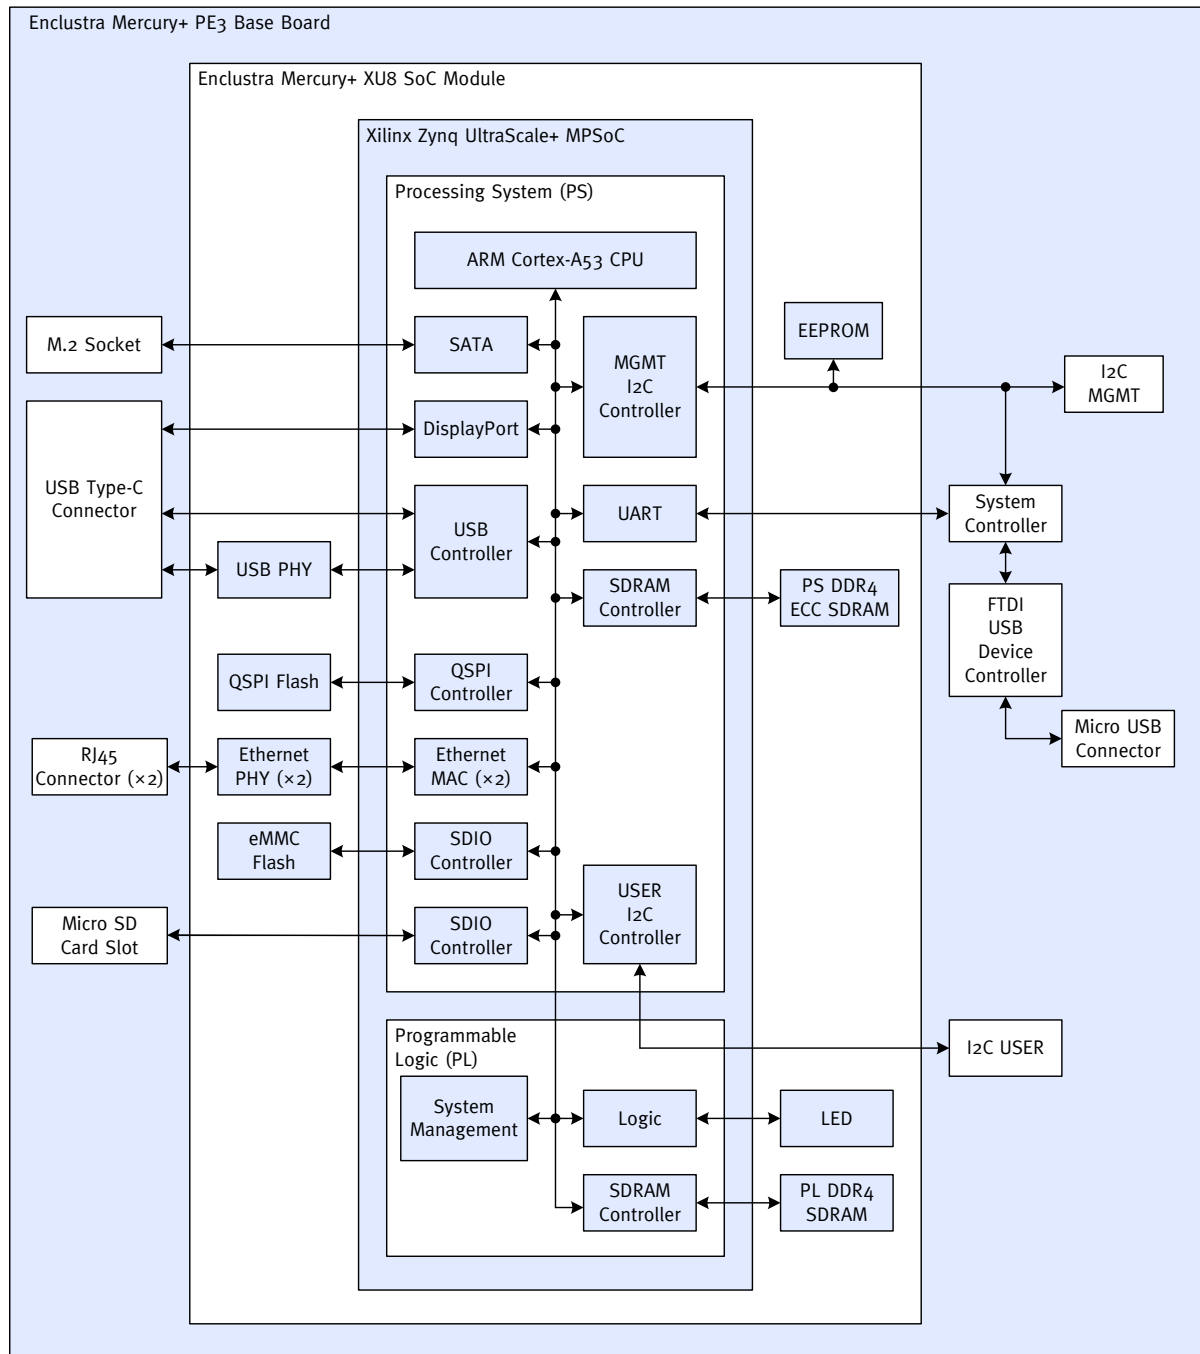 Enclustra Mercury+ PE3 Base Board
Enclustra Mercury+ XU8 SoC Module
Xilinx Zynq UltraScale+ MPSoC
Processing System (PS)
ARM Cortex-A53 CPU
M.2 Socket
SATA
MGMT
I2C
Controller
EEPROM
I2C
MGMT
DisplayPort
USB Type-C
Connector
USB
Controller
USB PHY
UART
System
Controller
SDRAM
Controller
PS DDR4
ECC SDRAM
FTDI
USB
Device
Controller
QSPI Flash
QSPI
Controller
Micro USB
Connector
RJ45
Connector (×2)
Ethernet
PHY (×2)
Ethernet
MAC (×2)
eMMC
Flash
SDIO
Controller
Micro SD
Card Slot
SDIO
Controller
USER
I2C
Controller
I2C USER
Programmable
Logic (PL)
System
Management
Logic
LED
SDRAM
Controller
PL DDR4
SDRAM